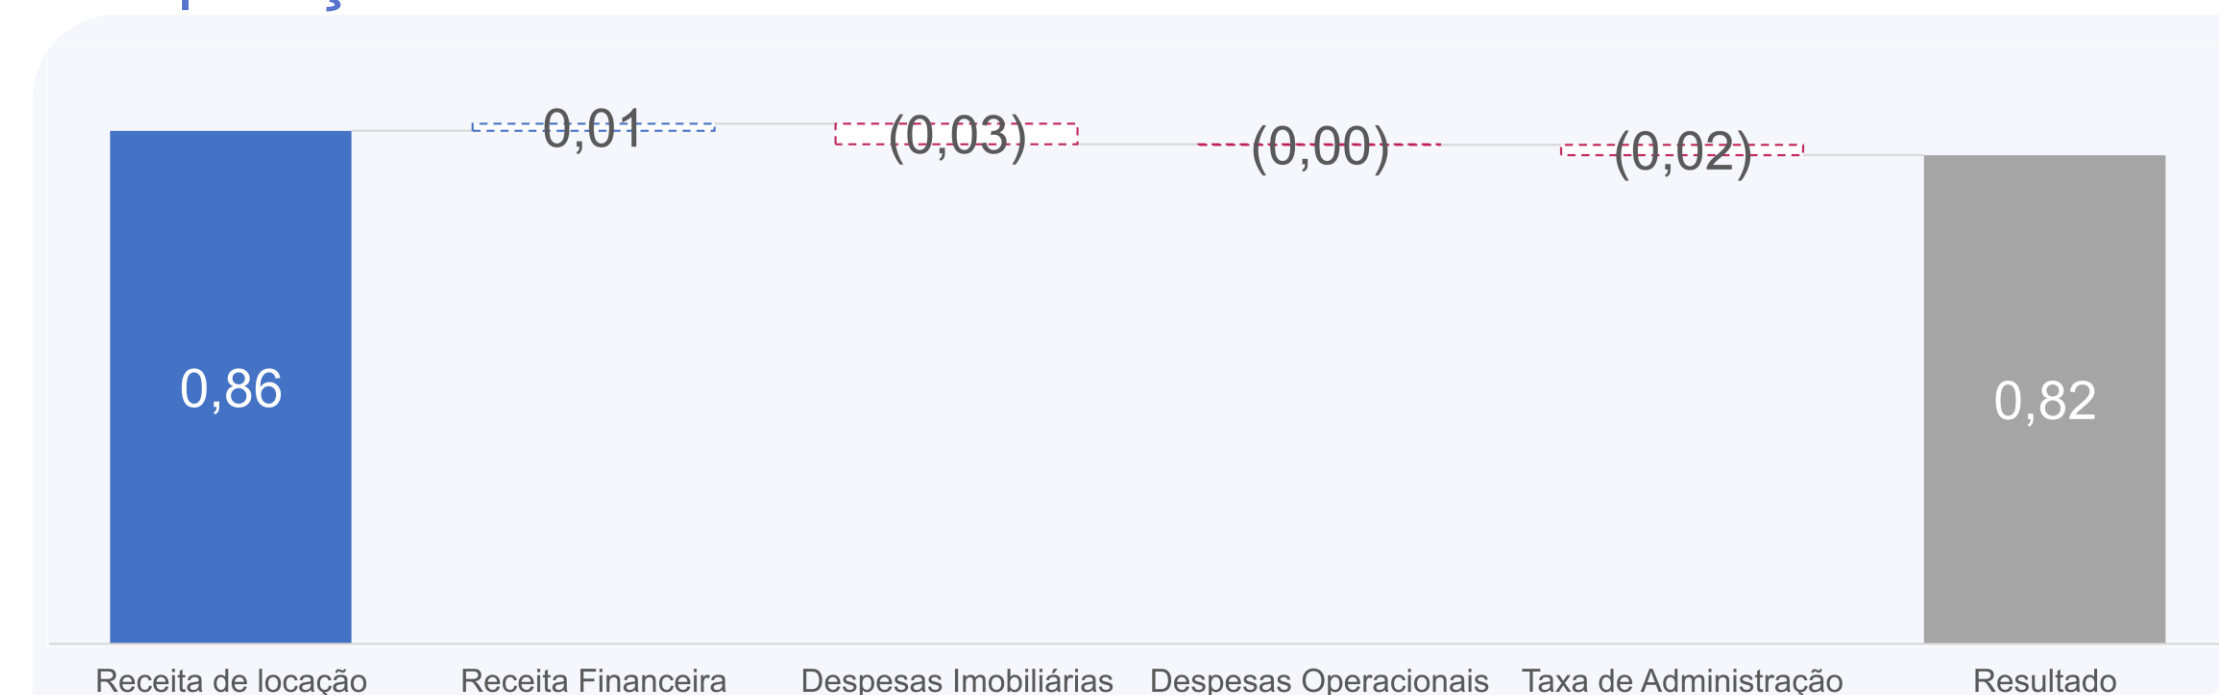 0,86
0,01
(0,03)
(0,00)
(0,02)
0,82
Receita de locação
Receita Financeira
Despesas Imobiliárias
Despesas Operacionais
Taxa de Administração
Resultado